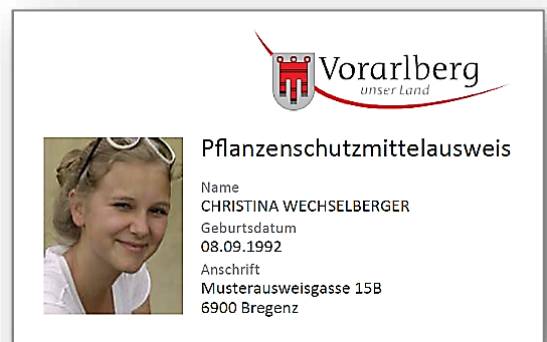 Vorarlberg
unser Land
Pflanzenschutzmittelausweis
Name
CHRISTINA WECHSELBERGER
Geburtsdatum
08.09.1992
Anschrift
Musterausweisgasse 15B
6900 Bregenz